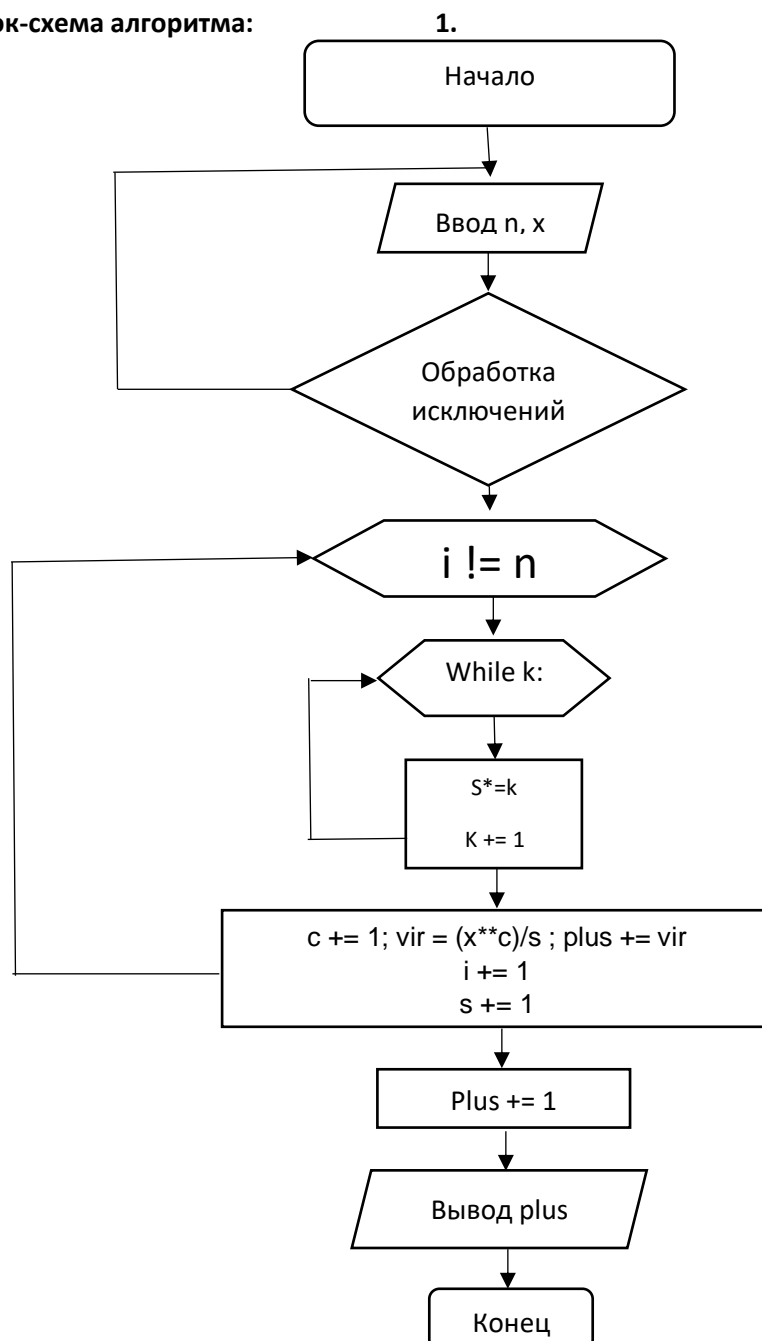 ок-схема алгоритма: 1.
Начало
Ввод n, x
Обработка
исключений
i != n
While k:
S*=k
K += 1
c += 1; vir = (x**c)/s ; plus += vir
i += 1
s += 1
Plus += 1
Вывод plus
Конец